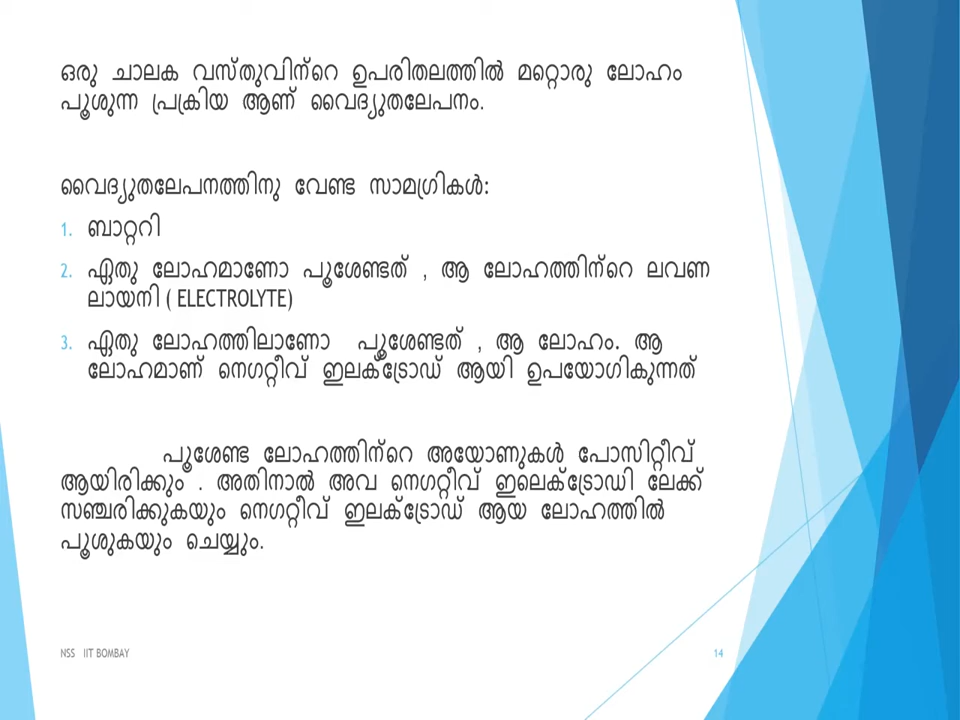 ഒരു ചാലക വസ്തുവിന്റെ ഉപരിതലത്തിൽ മറ്റൊരു ലോഹം
പൂശുന്ന പ്രക്രിയ ആണ് വൈദ്യുതലേപനം.
വൈദ്യുതലേപനത്തിനു വേണ്ട സാമഗ്രികൾ:
1. ബാറ്ററി
2. ഏതു ലോഹമാണോ പൂശേണ്ടത് , ആ ലോഹത്തിന്റെ ലവണ
ലായനി ( ELECTROLYTE)
3. ഏതു ലോഹത്തിലാണോ പൂശേണ്ടത് , ആ ലോഹം. ആ
ലോഹമാണ് നെഗറ്റീവ് ഇലക്ട്രോഡ് ആയി ഉപയോഗികുന്നത്
പൂശേണ്ട ലോഹത്തിന്റെ അയോണുകൾ പോസിറ്റീവ്
ആയിരിക്കും . അതിനാൽ അവ നെഗറ്റീവ് ഇലെക്ട്രോഡി ലേക്ക്
സഞ്ചരിക്കുകയും നെഗറ്റീവ് ഇലക്ട്രോഡ് ആയ ലോഹത്തിൽ
പൂശുകയും ചെയ്യും.
NSS IIT BOMBAY 14